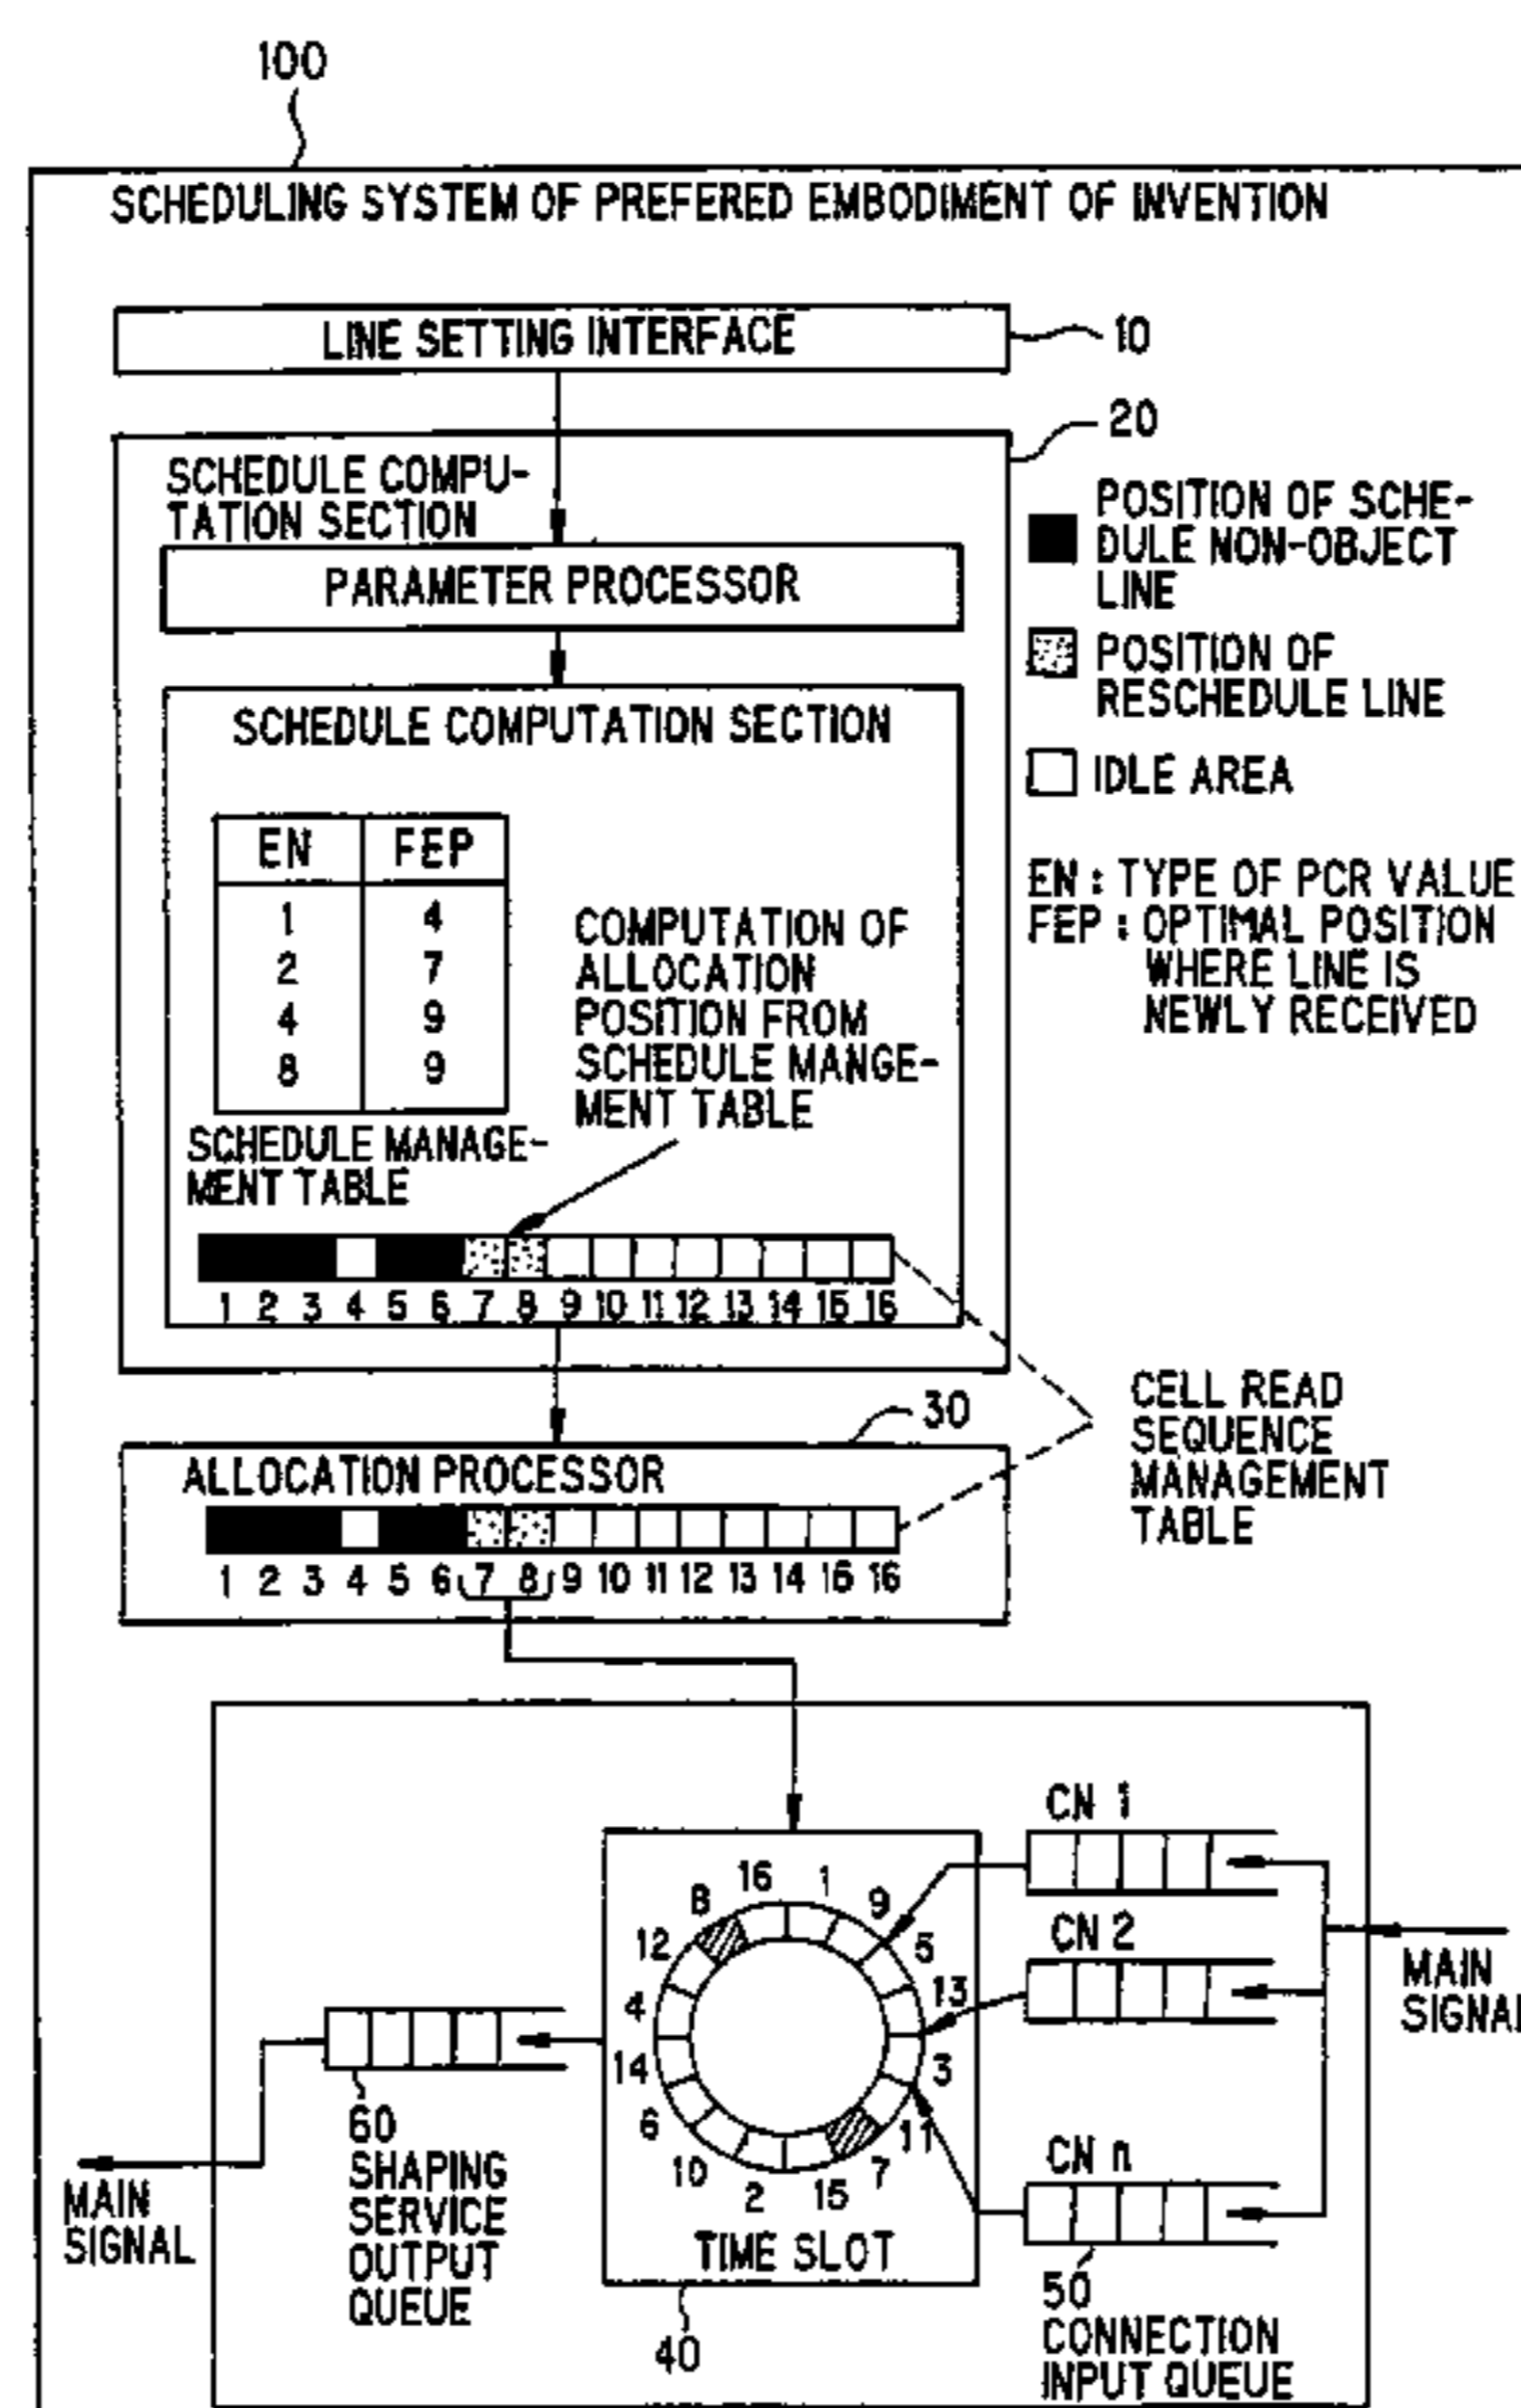 100
SCHEDULING SYSTEM OF PREFERED EMBODIMENT OF INVENTION
LINE SETTING INTERFACE
10
20
SCHEDULE COMPU-
TATION SECTION
PARAMETER PROCESSOR
POSITION OF SCHE-
DULE NON-OBJECT
LINE
POSITION OF
RESCHEDULE LINE
IDLE AREA
EN : TYPE OF PCR VALUE
FEP : OPTIMAL POSITION
WHERE LINE IS
NEWLY RECEIVED
SCHEDULE COMPUTATION SECTION
EN FEP
1 4
2 7
4 9
8 9
COMPUTATION OF
ALLOCATION
POSITION FROM
SCHEDULE MANGE-
MENT TABLE
SCHEDULE MANAGE-
MENT TABLE
1 2 3 4 5 6 7 8 9 10 11 12 13 14 15 16
CELL READ
SEQUENCE
MANAGEMENT
TABLE
30
ALLOCATION PROCESSOR
1 2 3 4 5 6 7 8 9 10 11 12 13 14 15 16
CN 1
CN 2
CN n
MAIN
SIGNAL
16 1 9 5 13 3 11 7 15 2 10 6 14 4 12 8
TIME SLOT
40
50
CONNECTION
INPUT QUEUE
60
SHAPING
SERVICE
OUTPUT
QUEUE
MAIN
SIGNAL